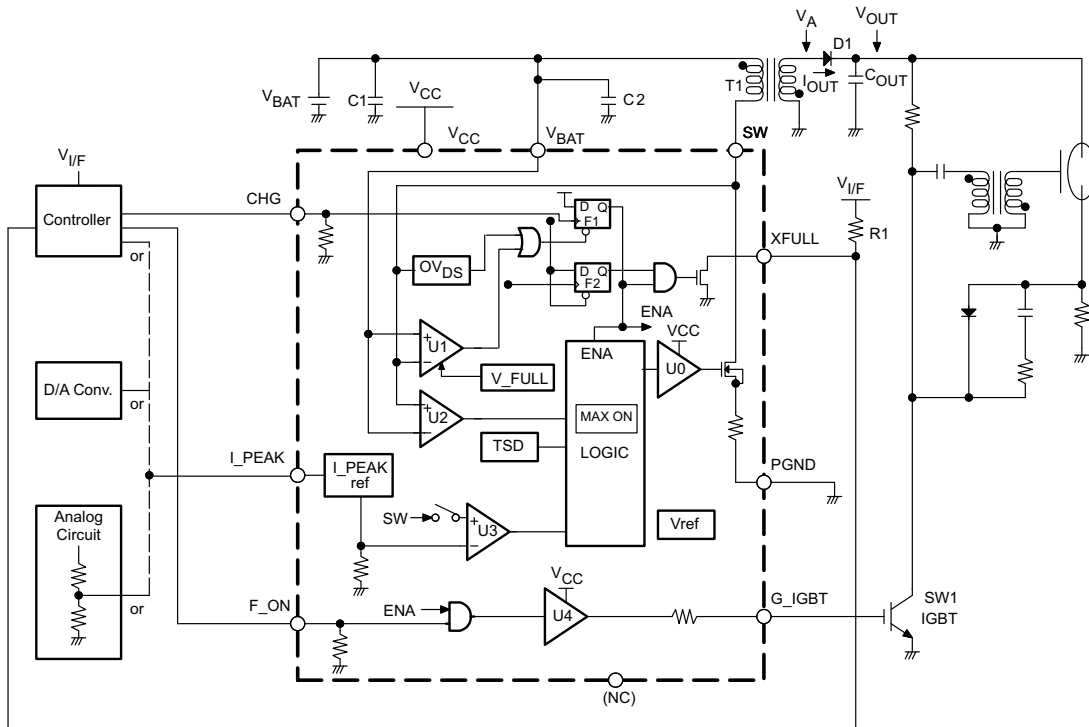 V_A
V_OUT
D1
T1
I_OUT
C_OUT
V_BAT
C1
V_CC
C2
V_CC
V_BAT
SW
V_I/F
Controller
or
CHG
D Q
F1
OV_DS
D Q
F2
V_I/F
R1
XFULL
ENA
+
U1
−
V_FULL
ENA
VCC
U0
+
U2
−
MAX ON
LOGIC
TSD
D/A Conv.
or
I_PEAK
I_PEAK
ref
PGND
SW
+
U3
−
Vref
Analog
Circuit
or
F_ON
ENA
V_CC
U4
G_IGBT
SW1
IGBT
(NC)